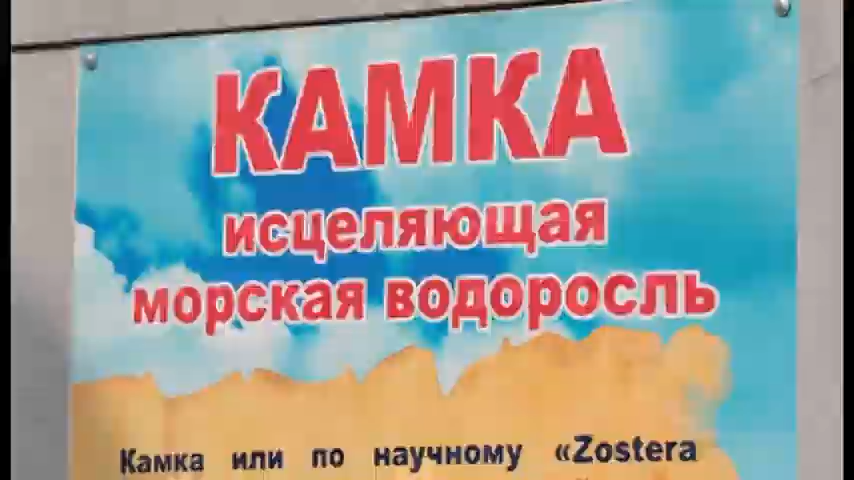 КАМКА
исцеляющая
морская водоросль
Камка или по научному «Zostera